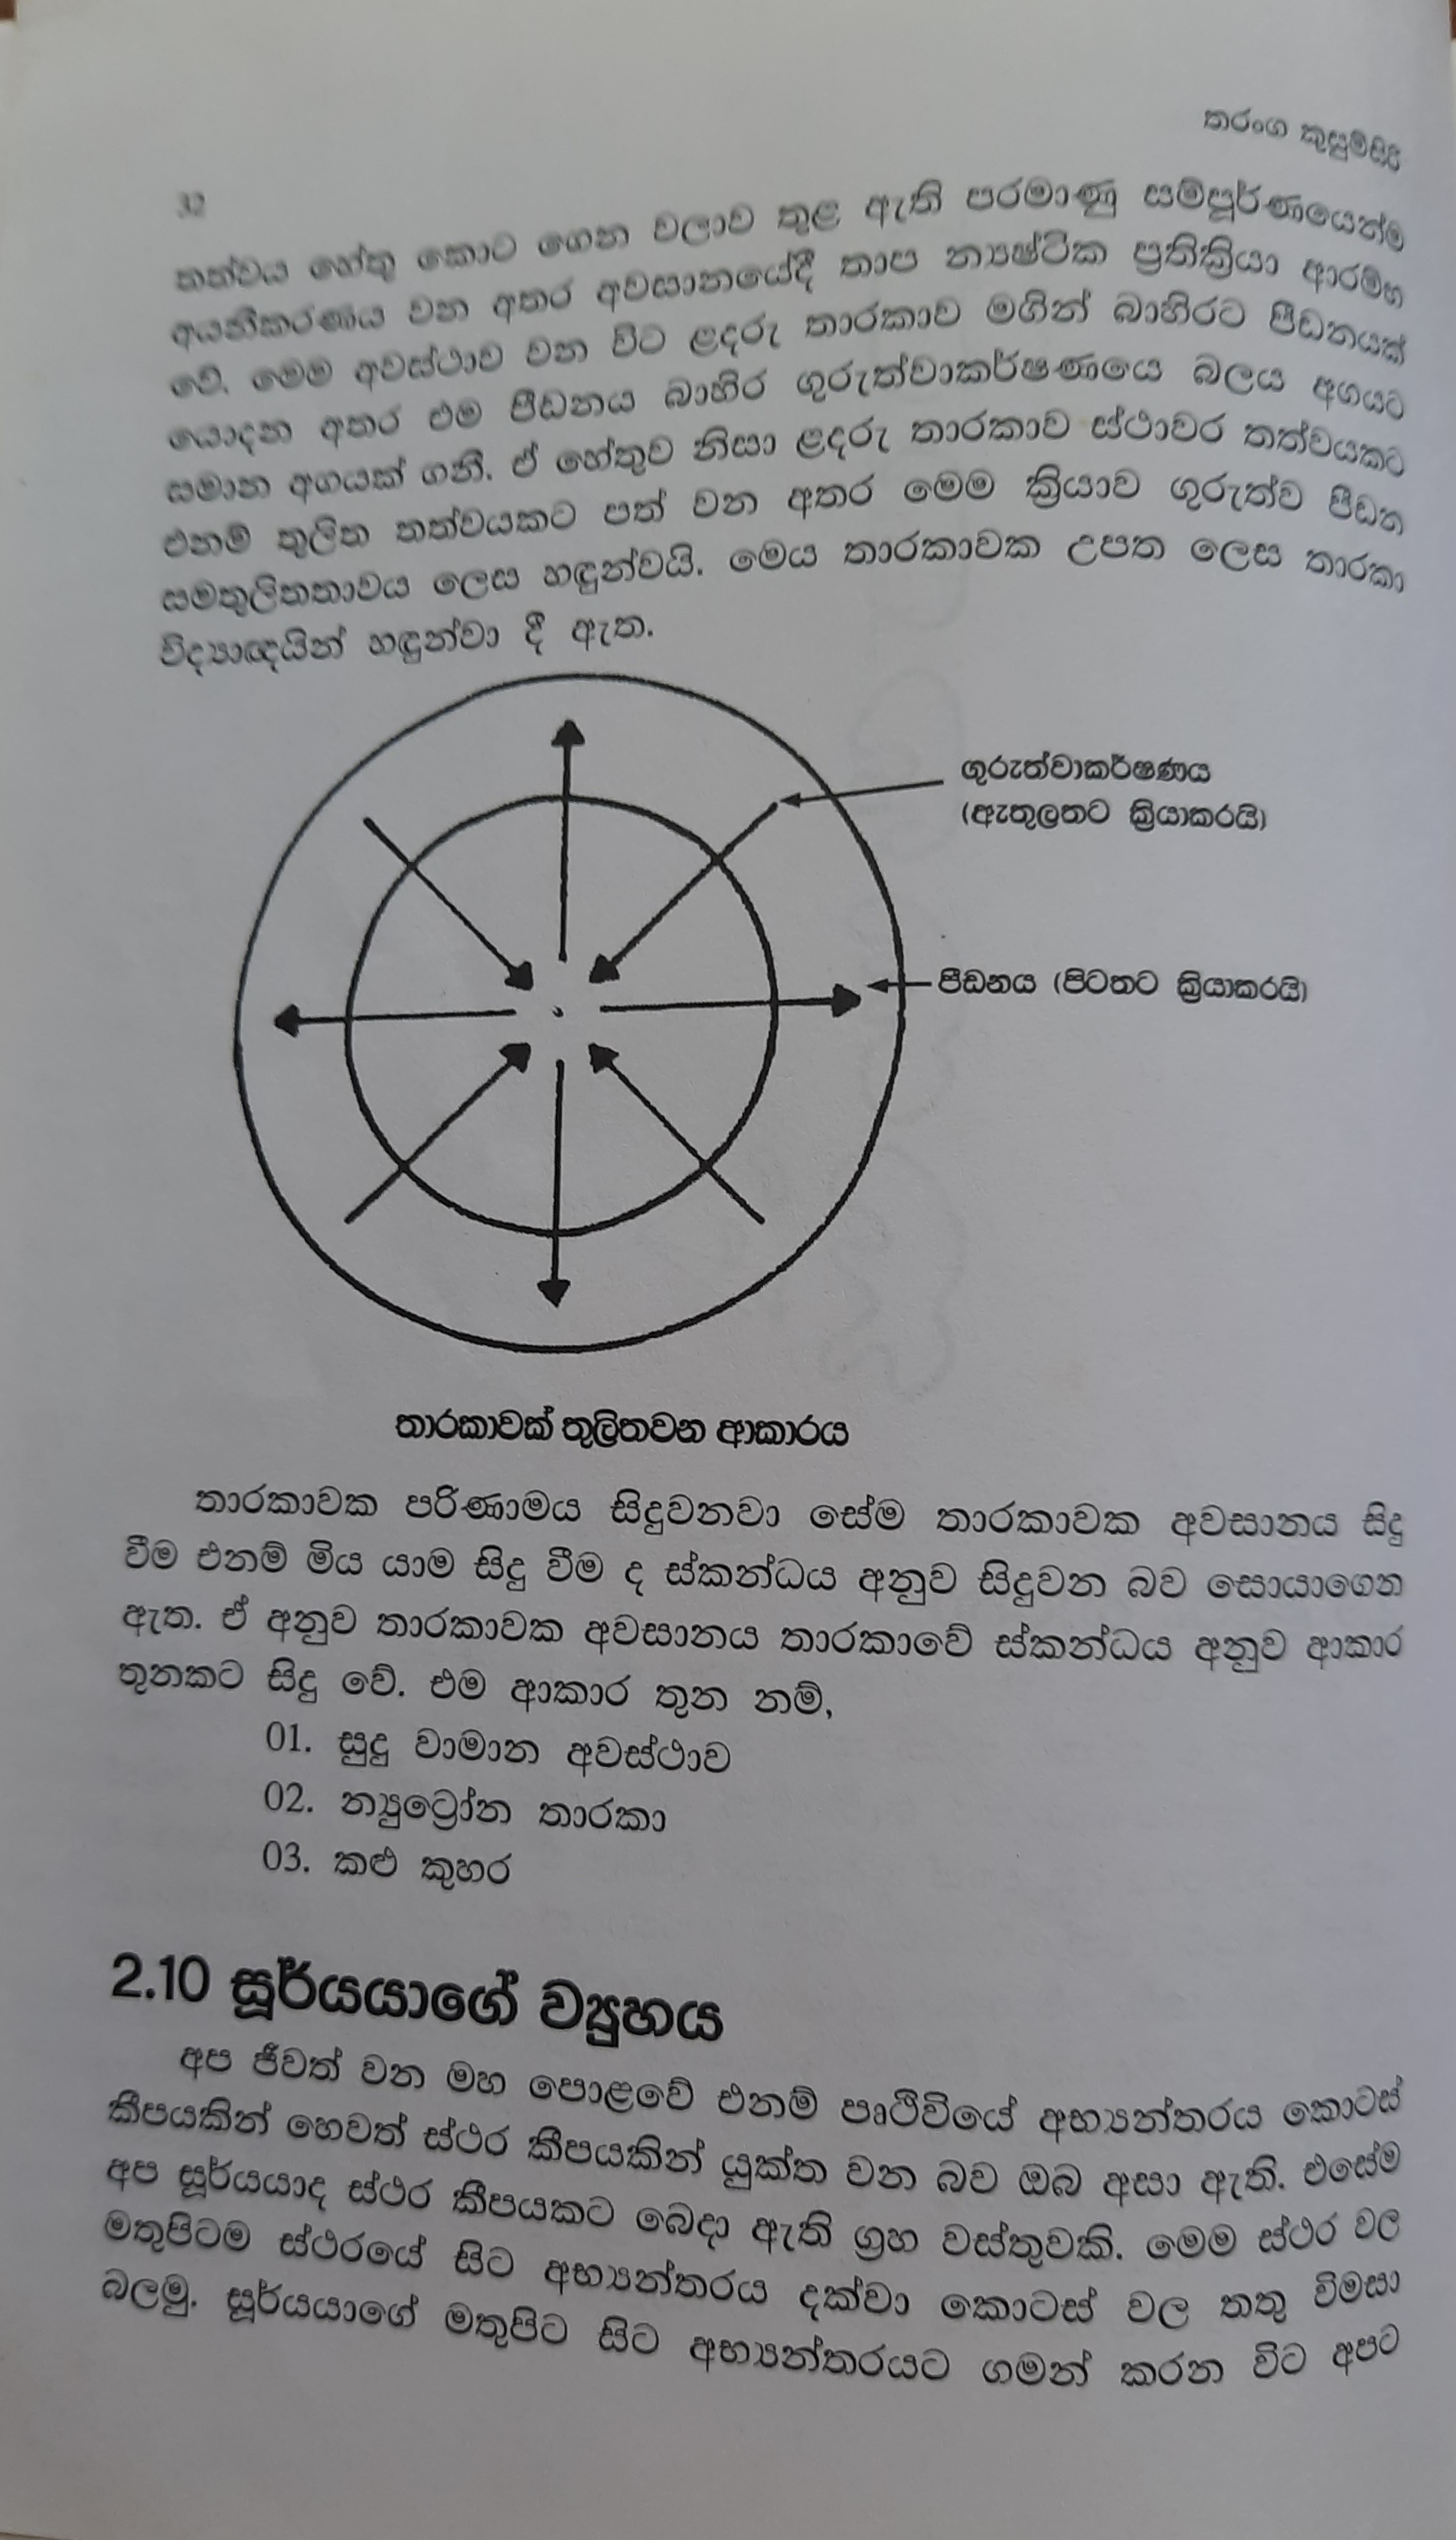 තරංග කුසුම්සිරි
32
තත්වය හේතු කොට ගෙන වලාව තුළ ඇති පරමාණු සම්පූර්ණයෙන්ම
අයනීකරණය වන අතර අවසානයේදී තාප න්‍යෂ්ටික ප්‍රතික්‍රියා ආරම්භ
වේ. මෙම අවස්ථාව වන විට ළදරු තාරකාව මගින් බාහිරට පීඩනයක්
යොදන අතර එම පීඩනය බාහිර ගුරුත්වාකර්ෂණයෙ බලය අගයට
සමාන අගයක් ගනී. ඒ හේතුව නිසා ළදරු තාරකාව ස්ථාවර තත්වයකට
එනම් තුලිත තත්වයකට පත් වන අතර මෙම ක්‍රියාව ගුරුත්ව පීඩන
සමතුලිතතාවය ලෙස හඳුන්වයි. මෙය තාරකාවක උපත ලෙස තාරකා
විද්‍යාඥයින් හඳුන්වා දී ඇත.
ගුරුත්වාකර්ෂණය
(ඇතුලතට ක්‍රියාකරයි)
පීඩනය (පිටතට ක්‍රියාකරයි)
තාරකාවක් තුලිතවන ආකාරය
තාරකාවක පරිණාමය සිදුවනවා සේම තාරකාවක අවසානය සිදු
වීම එනම් මිය යාම සිදු වීම ද ස්කන්ධය අනුව සිදුවන බව සොයාගෙන
ඇත. ඒ අනුව තාරකාවක අවසානය තාරකාවේ ස්කන්ධය අනුව ආකාර
තුනකට සිදු වේ. එම ආකාර තුන නම්,
01. සුදු වාමාන අවස්ථාව
02. න්‍යුට්‍රෝන තාරකා
03. කළු කුහර
2.10 සූර්යයාගේ ව්‍යුහය
අප ජීවත් වන මහ පොළවේ එනම් පෘථිවියේ අභ්‍යන්තරය කොටස්
කීපයකින් හෙවත් ස්ථර කීපයකින් යුක්ත වන බව ඔබ අසා ඇති. එසේම
අප සූර්යයාද ස්ථර කීපයකට බෙදා ඇති ග්‍රහ වස්තුවකි. මෙම ස්ථර වල
මතුපිටම ස්ථරයේ සිට අභ්‍යන්තරය දක්වා කොටස් වල තතු විමසා
බලමු. සූර්යයාගේ මතුපිට සිට අභ්‍යන්තරයට ගමන් කරන විට අපට